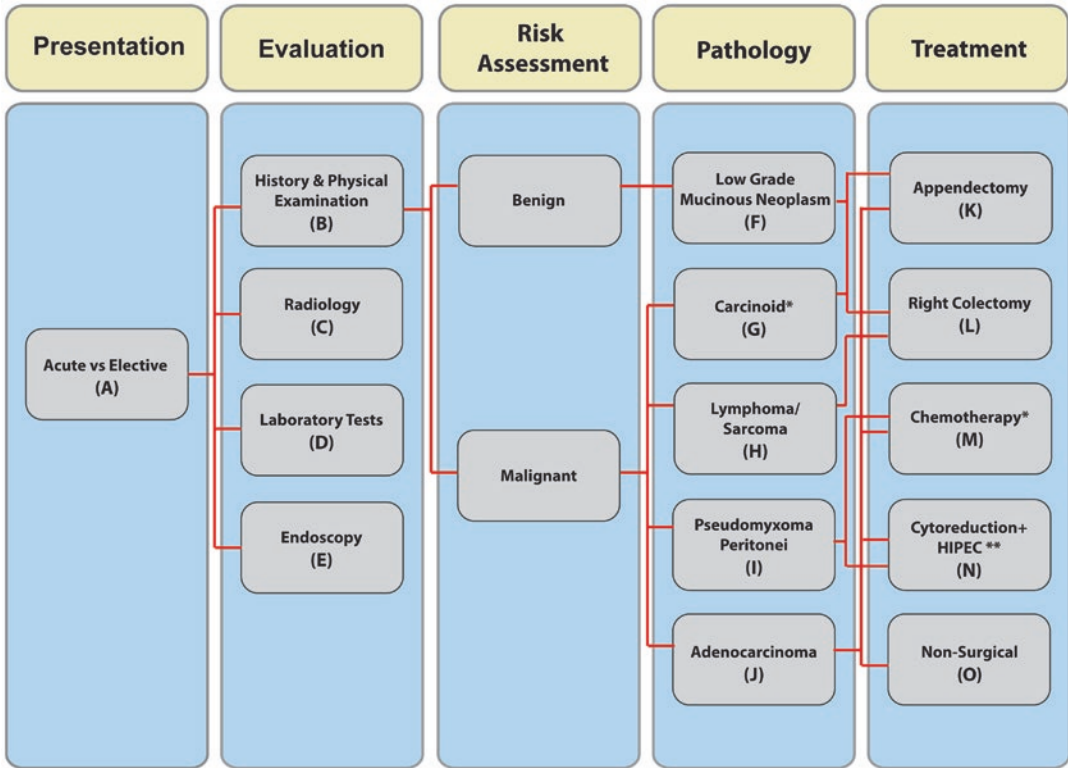 Presentation
Evaluation
Risk
Assessment
Pathology
Treatment
Acute vs Elective
(A)
History & Physical
Examination
(B)
Radiology
(C)
Laboratory Tests
(D)
Endoscopy
(E)
Benign
Malignant
Low Grade
Mucinous Neoplasm
(F)
Carcinoid*
(G)
Lymphoma/
Sarcoma
(H)
Pseudomyxoma
Peritonei
(I)
Adenocarcinoma
(J)
Appendectomy
(K)
Right Colectomy
(L)
Chemotherapy*
(M)
Cytoreduction+
HIPEC **
(N)
Non-Surgical
(O)